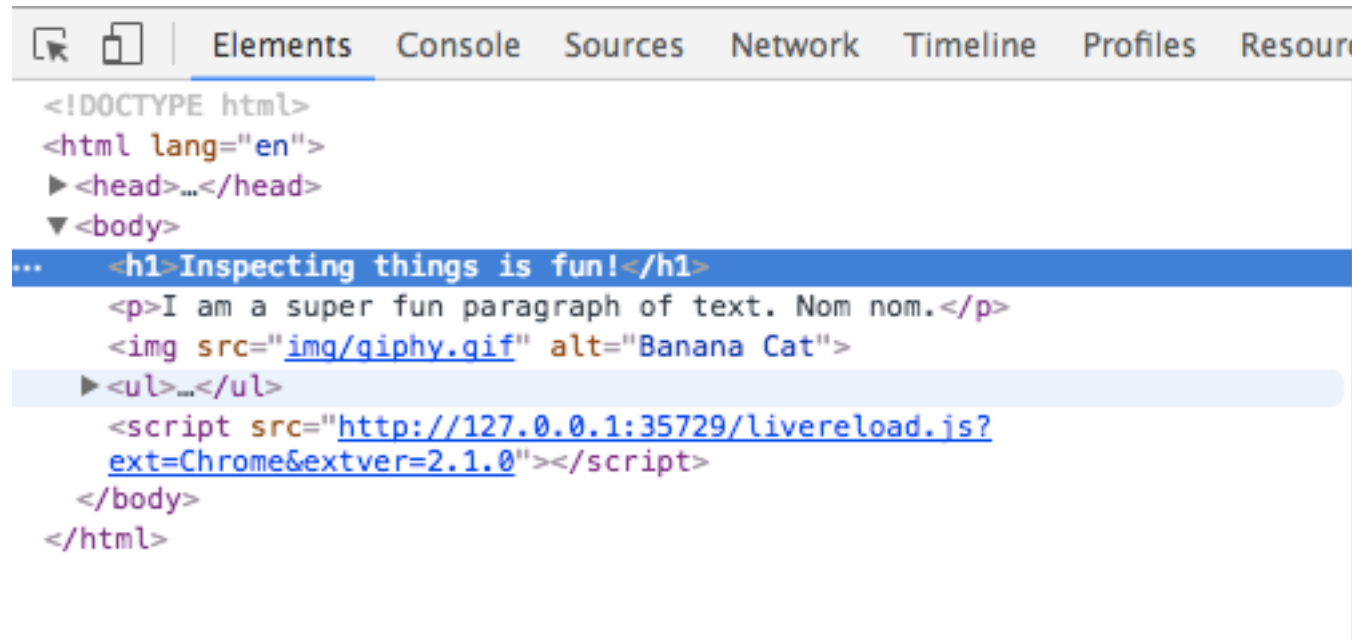 Elements Console Sources Network Timeline Profiles Resour
<!DOCTYPE html>
<html lang="en">
▶<head>…</head>
▼<body>
… <h1>Inspecting things is fun!</h1>
<p>I am a super fun paragraph of text. Nom nom.</p>
<img src="img/giphy.gif" alt="Banana Cat">
▶<ul>…</ul>
<script src="http://127.0.0.1:35729/livereload.js?
ext=Chrome&extver=2.1.0"></script>
</body>
</html>